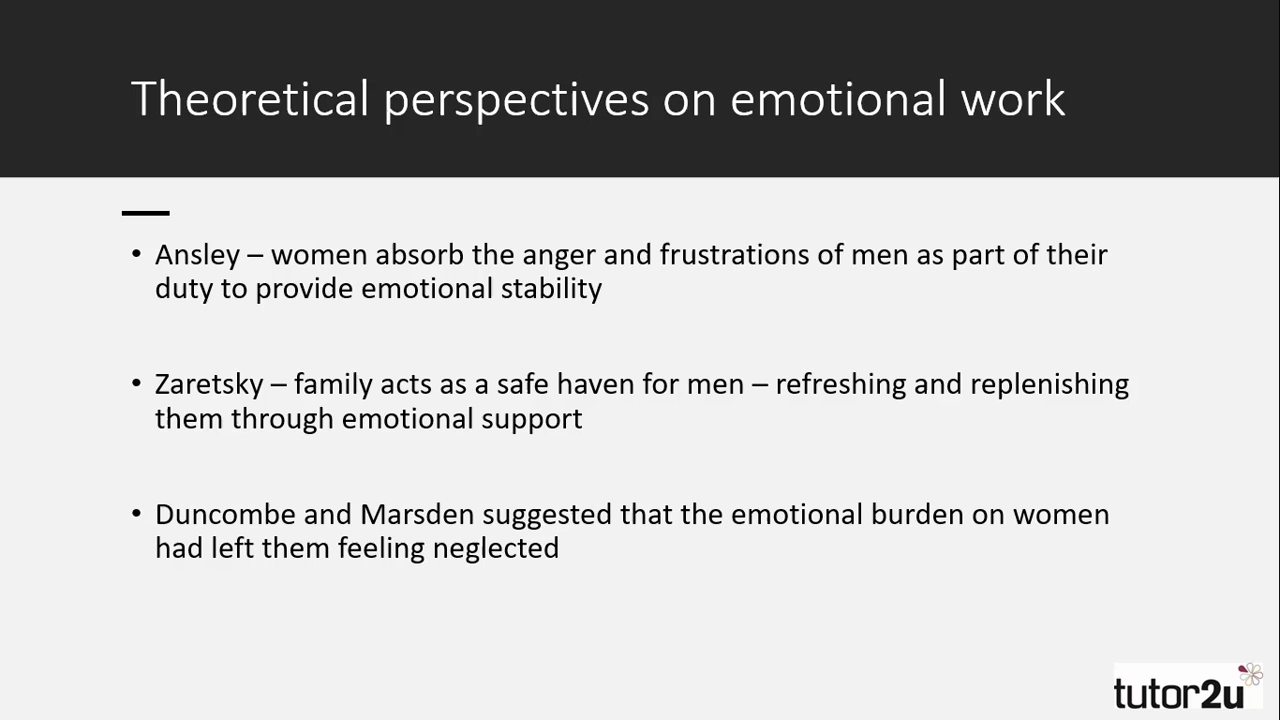 Theoretical perspectives on emotional work
• Ansley – women absorb the anger and frustrations of men as part of their
duty to provide emotional stability
• Zaretsky – family acts as a safe haven for men – refreshing and replenishing
them through emotional support
• Duncombe and Marsden suggested that the emotional burden on women
had left them feeling neglected
tutor2u